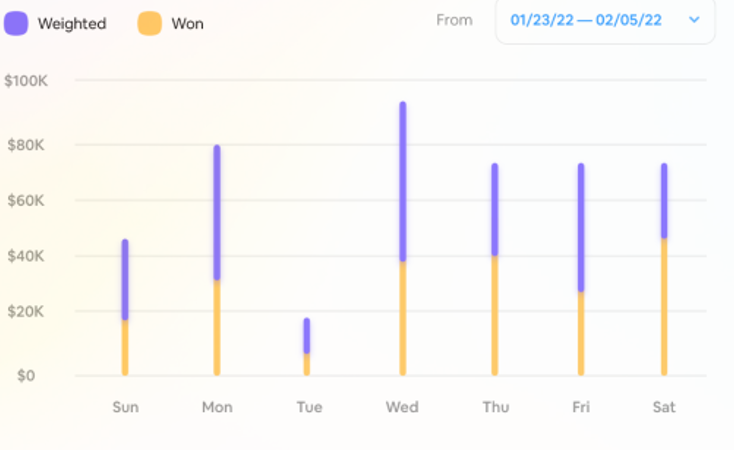 Weighted Won From 01/23/22 — 02/05/22
$100K
$80K
$60K
$40K
$20K
$0
Sun Mon Tue Wed Thu Fri Sat